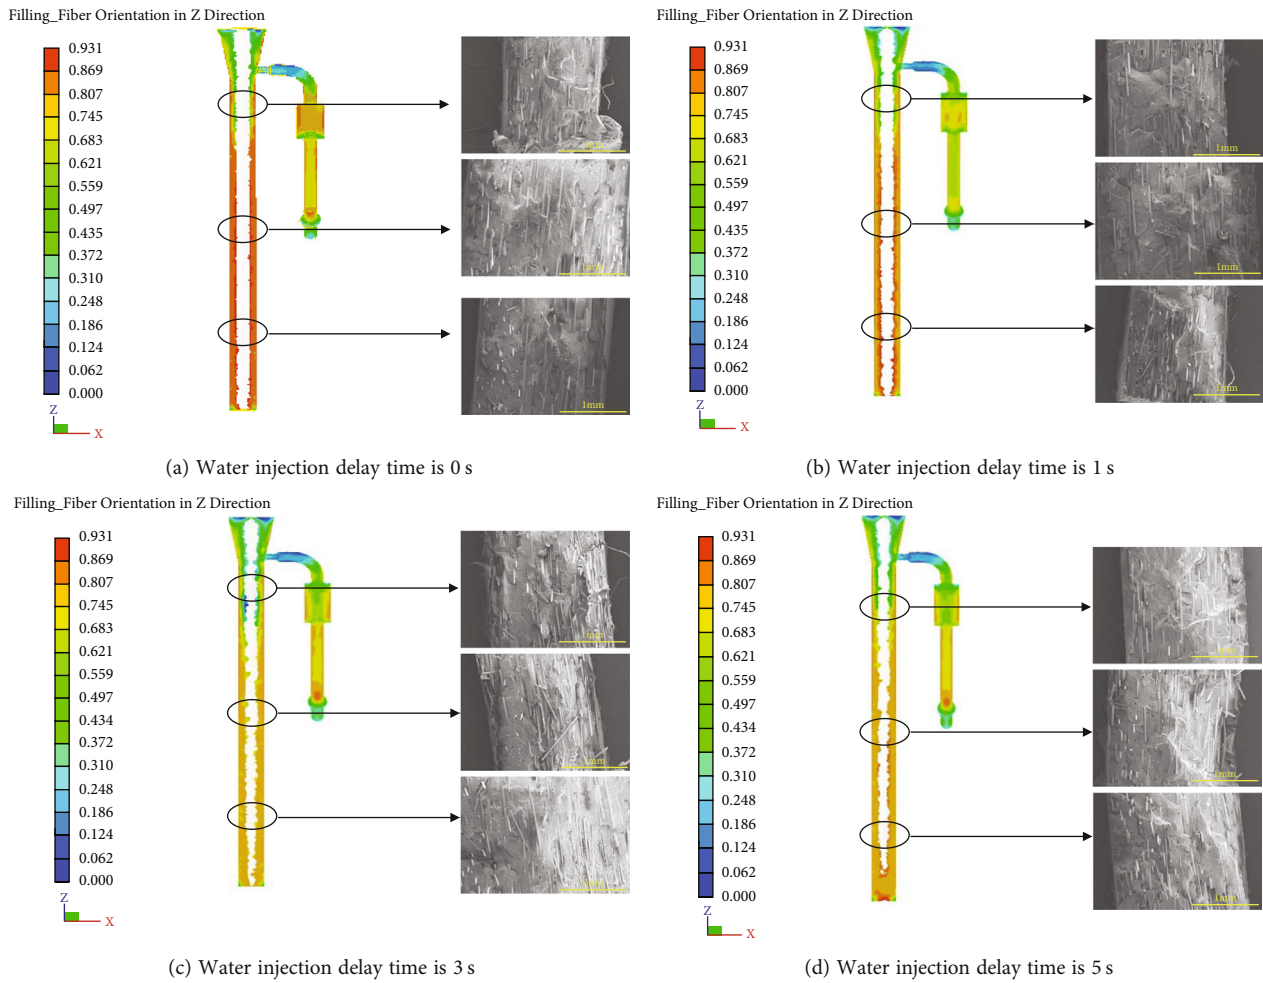 Filling_Fiber Orientation in Z Direction
0.931
0.869
0.807
0.745
0.683
0.621
0.559
0.497
0.435
0.372
0.310
0.248
0.186
0.124
0.062
0.000
Z
X
1mm
1mm
1mm
(a) Water injection delay time is 0 s
Filling_Fiber Orientation in Z Direction
0.931
0.869
0.807
0.745
0.683
0.621
0.559
0.497
0.435
0.372
0.310
0.248
0.186
0.124
0.062
0.000
Z
X
1mm
1mm
1mm
(b) Water injection delay time is 1 s
Filling_Fiber Orientation in Z Direction
0.931
0.869
0.807
0.745
0.683
0.621
0.559
0.497
0.434
0.372
0.310
0.248
0.186
0.124
0.062
0.000
Z
X
1mm
1mm
1mm
(c) Water injection delay time is 3 s
Filling_Fiber Orientation in Z Direction
0.931
0.869
0.807
0.745
0.683
0.621
0.559
0.497
0.434
0.372
0.310
0.248
0.186
0.124
0.062
0.000
Z
X
1mm
1mm
1mm
(d) Water injection delay time is 5 s